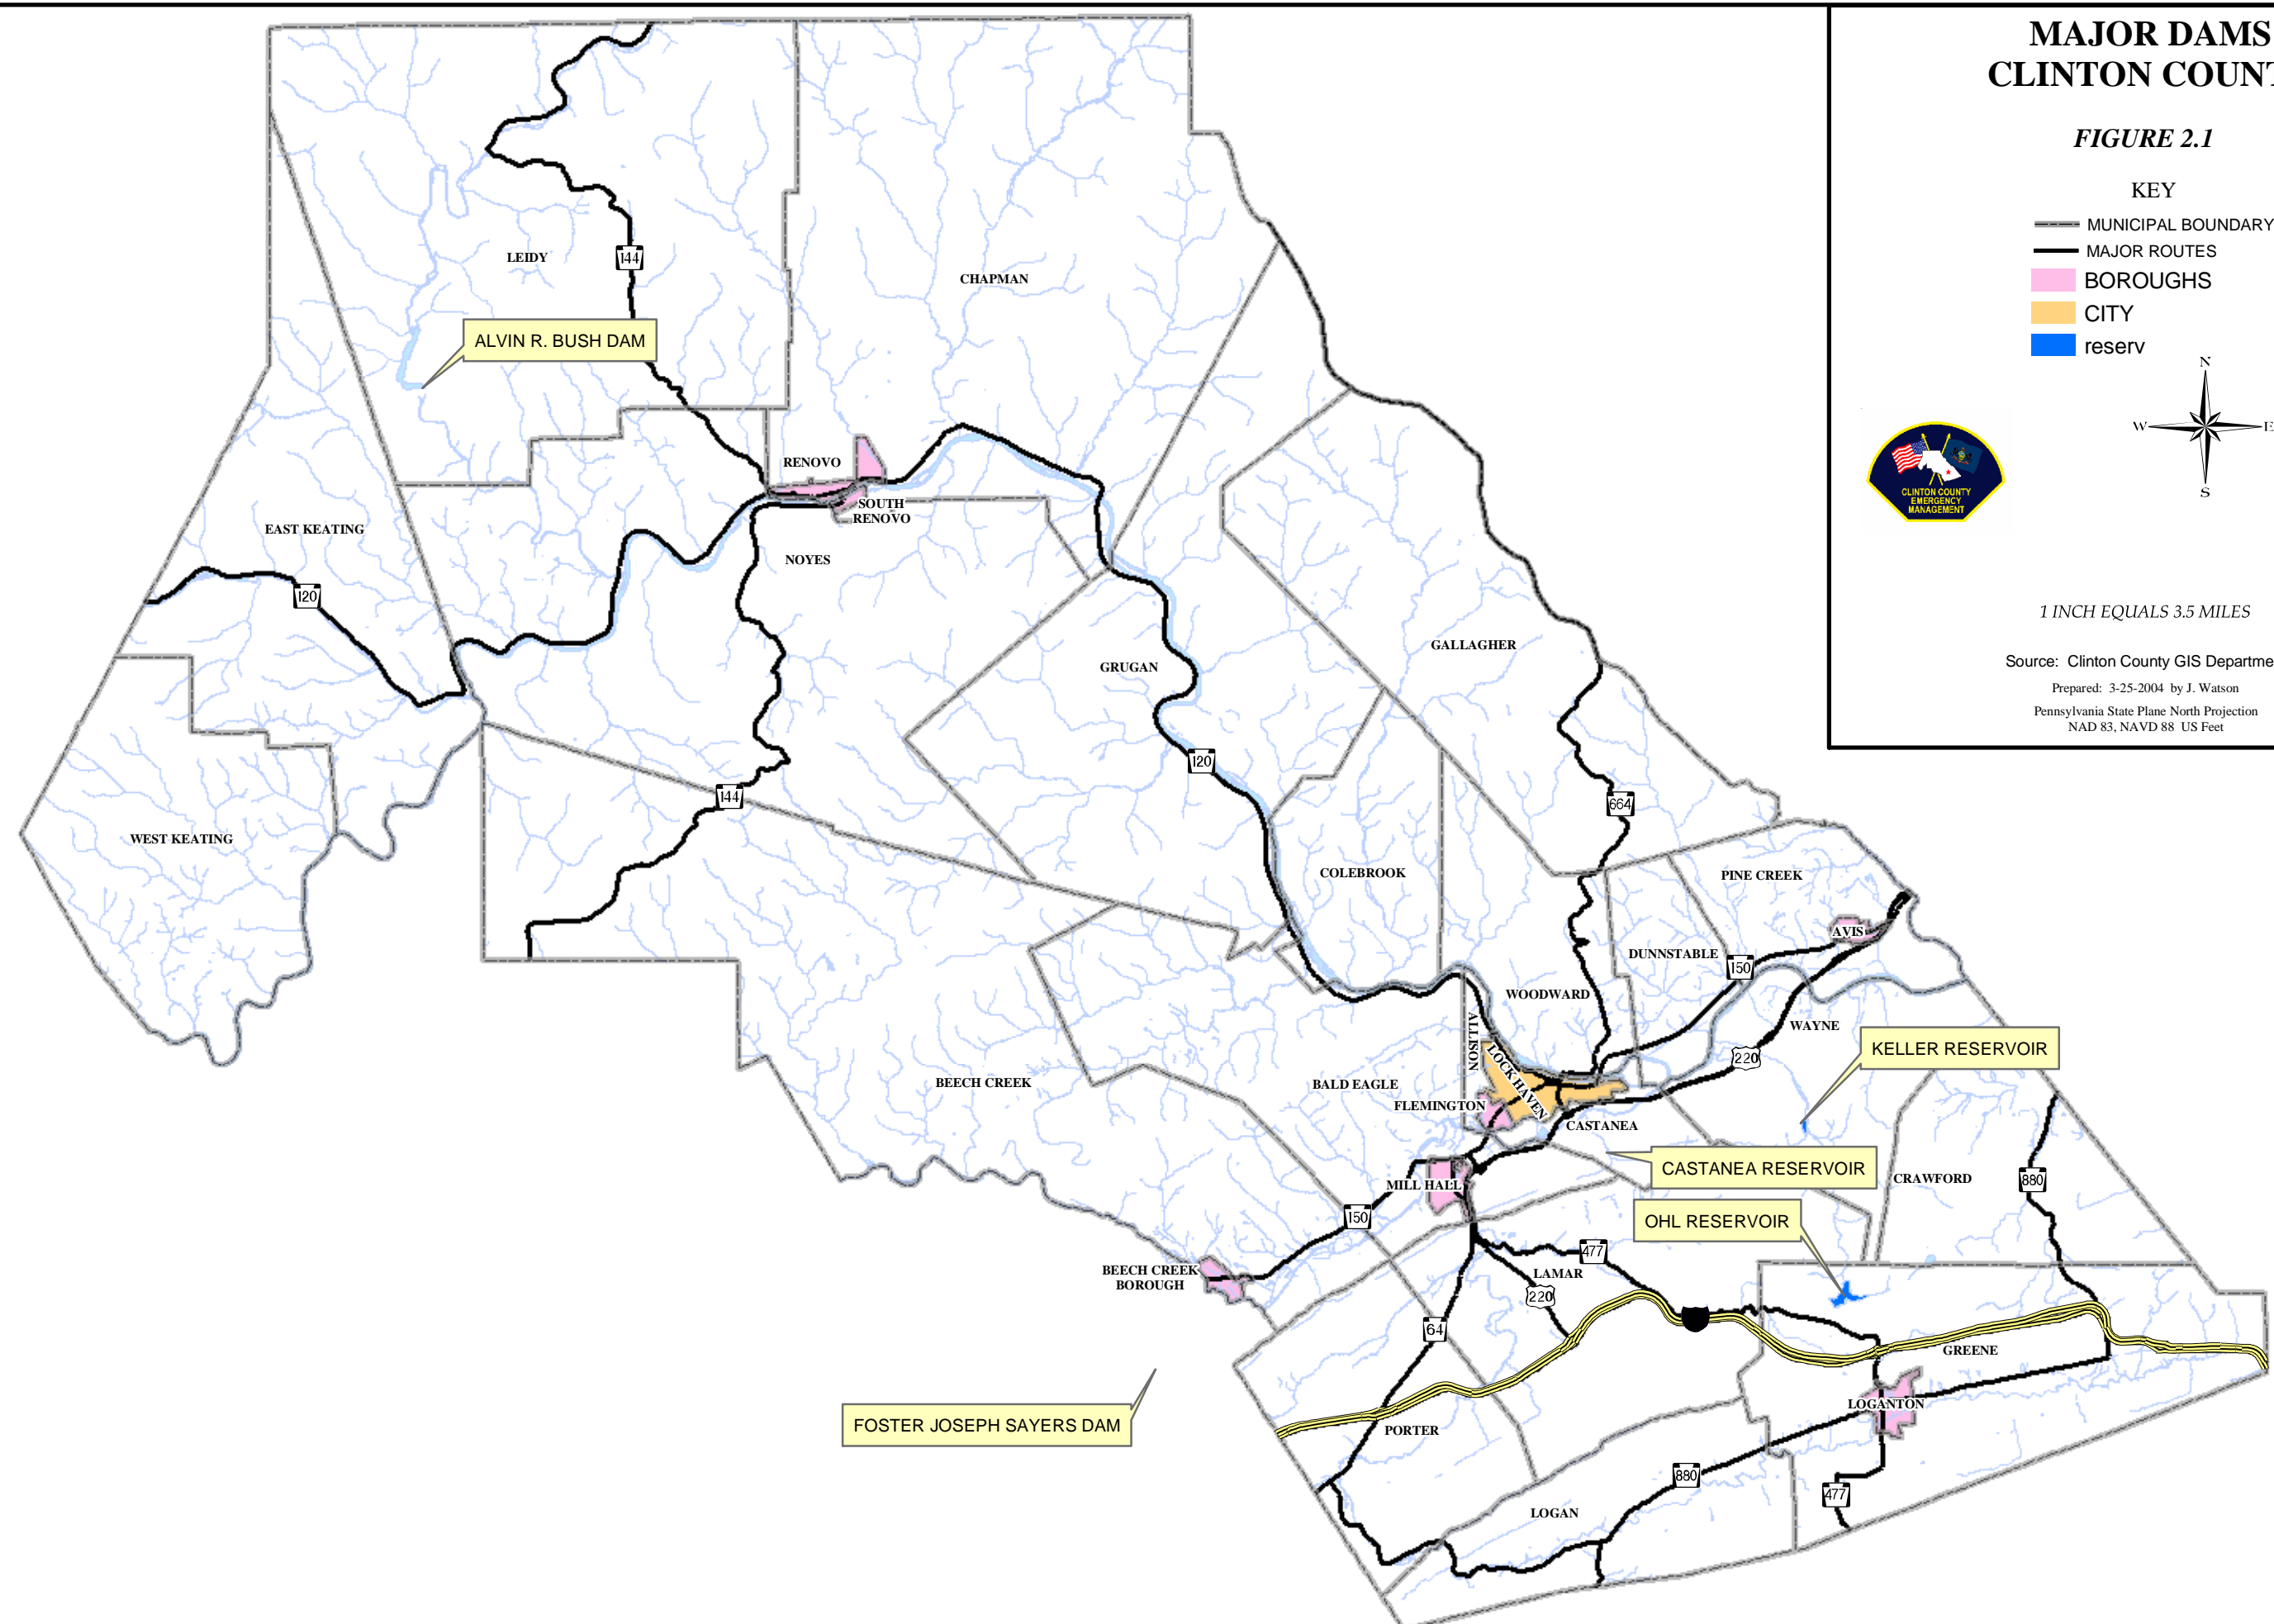 MAJOR DAMS
CLINTON COUNT
FIGURE 2.1
KEY
MUNICIPAL BOUNDARY
MAJOR ROUTES
BOROUGHS
CITY
reserv
N
W
E
S
CLINTON COUNTY
EMERGENCY
MANAGEMENT
1 INCH EQUALS 3.5 MILES
Source: Clinton County GIS Departme
Prepared: 3-25-2004 by J. Watson
Pennsylvania State Plane North Projection
NAD 83, NAVD 88 US Feet
LEIDY
144
CHAPMAN
ALVIN R. BUSH DAM
RENOVO
SOUTH
RENOVO
EAST KEATING
NOYES
120
GALLAGHER
GRUGAN
120
144
664
WEST KEATING
COLEBROOK
PINE CREEK
AVIS
DUNNSTABLE
150
WOODWARD
WAYNE
ALLISON
LOCK HAVEN
220
KELLER RESERVOIR
BEECH CREEK
BALD EAGLE
FLEMINGTON
CASTANEA
CASTANEA RESERVOIR
MILL HALL
CRAWFORD
880
150
OHL RESERVOIR
477
BEECH CREEK
BOROUGH
LAMAR
220
64
GREENE
FOSTER JOSEPH SAYERS DAM
LOGANTON
PORTER
880
477
LOGAN